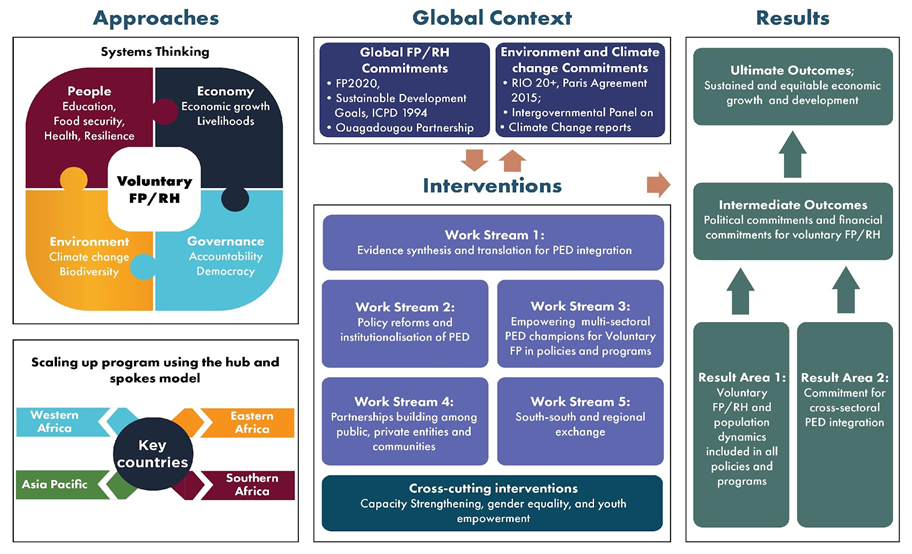 Approaches
Systems Thinking
People
Education,
Food security,
Health, Resilience
Economy
Economic growth
Livelihoods
Voluntary
FP/RH
Environment
Climate change
Biodiversity
Governance
Accountability
Democracy
Scaling up program using the hub and
spokes model
Western
Africa
Eastern
Africa
Key
countries
Asia Pacific
Southern
Africa
Global Context
Global FP/RH
Commitments
• FP2020,
• Sustainable Development
Goals, ICPD 1994
• Ouagadougou Partnership
Environment and Climate
change Commitments
• RIO 20+, Paris Agreement
2015;
• Intergovernmental Panel on
• Climate Change reports
Interventions
Work Stream 1:
Evidence synthesis and translation for PED integration
Work Stream 2:
Policy reforms and
institutionalisation of PED
Work Stream 3:
Empowering multi-sectoral
PED champions for Voluntary
FP in policies and programs
Work Stream 4:
Partnerships building among
public, private entities and
communities
Work Stream 5:
South-south and regional
exchange
Cross-cutting interventions
Capacity Strengthening, gender equality, and youth
empowerment
Results
Ultimate Outcomes;
Sustained and equitable economic
growth and development
Intermediate Outcomes
Political commitments and financial
commitments for voluntary FP/RH
Result Area 1:
Voluntary
FP/RH and
population
dynamics
included in all
policies and
programs
Result Area 2:
Commitment for
cross-sectoral
PED integration